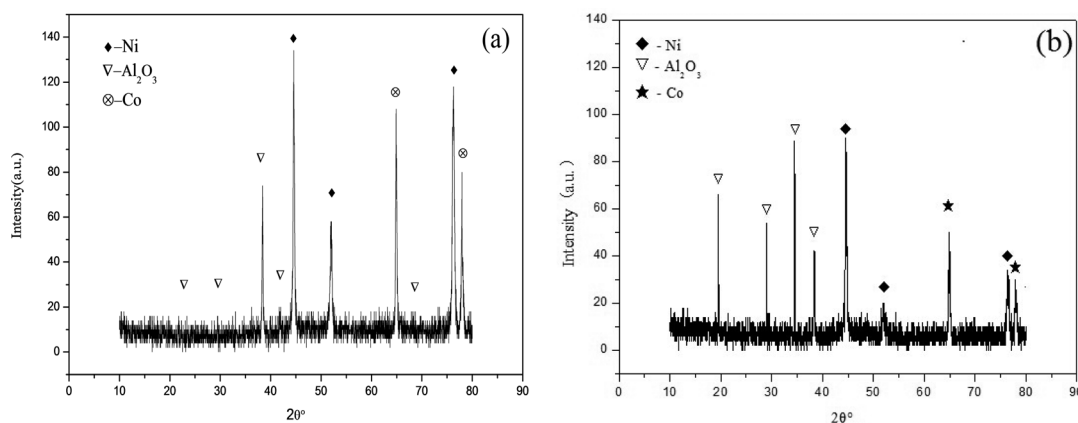 (a)
♦–Ni
▽–Al₂O₃
⊗–Co
140
120
100
80
60
40
20
0
Intensity(a.u.)
0 10 20 30 40 50 60 70 80 90
2θ°
(b)
◆ - Ni
▽ - Al₂O₃
★ - Co
140
120
100
80
60
40
20
0
Intensity (a.u.)
0 10 20 30 40 50 60 70 80 90
2θ°